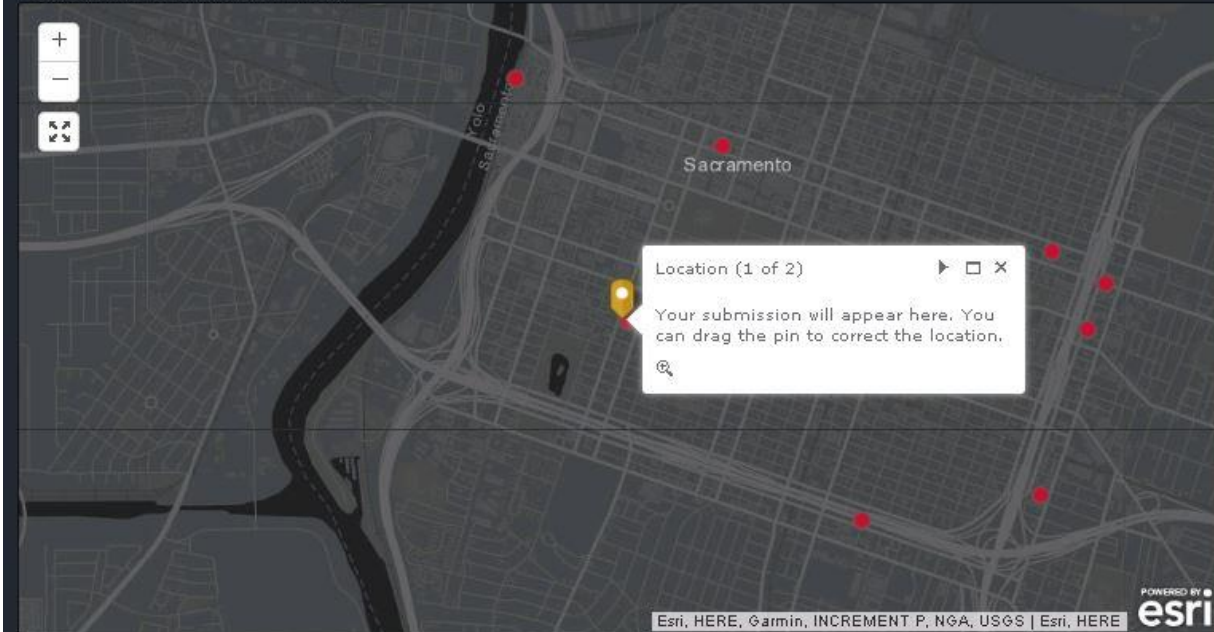 +
−
Yolo
Sacramento
Sacramento
Location (1 of 2)
Your submission will appear here. You
can drag the pin to correct the location.
Esri, HERE, Garmin, INCREMENT P, NGA, USGS | Esri, HERE
POWERED BY
esri